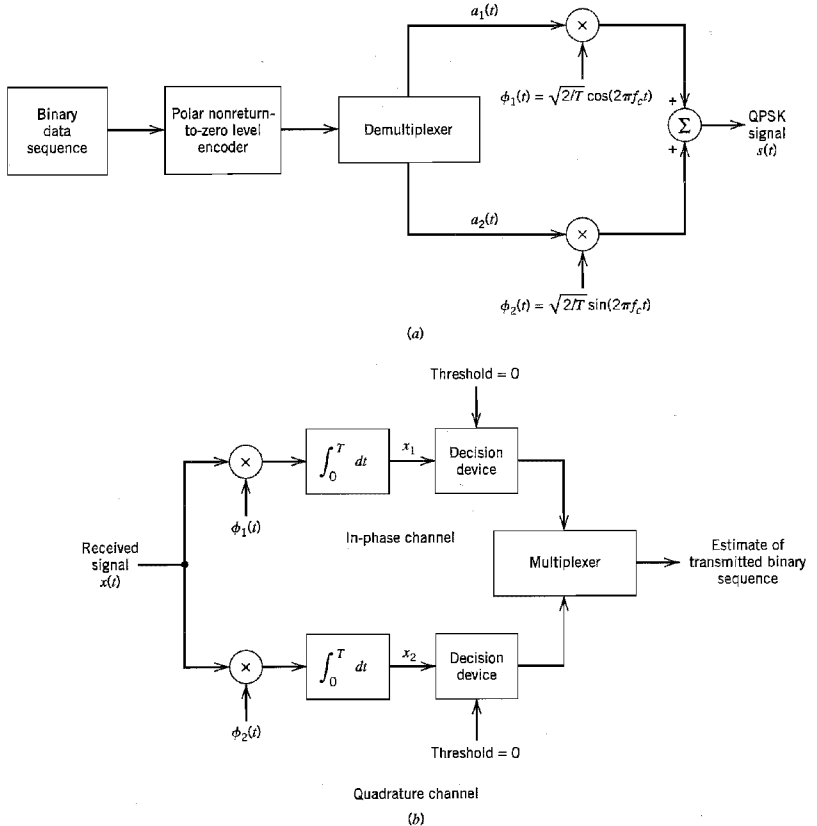 a₁(t)
×
ϕ₁(t) = √2/T cos(2πf_ct)
Binary
data
sequence
Polar nonreturn-
to-zero level
encoder
Demultiplexer
+
Σ
+
QPSK
signal
s(t)
a₂(t)
×
ϕ₂(t) = √2/T sin(2πf_ct)
(a)
Threshold = 0
×
∫₀ᵀ dt
x₁
Decision
device
ϕ₁(t)
In-phase channel
Received
signal
x(t)
Multiplexer
Estimate of
transmitted binary
sequence
×
∫₀ᵀ dt
x₂
Decision
device
ϕ₂(t)
Threshold = 0
Quadrature channel
(b)